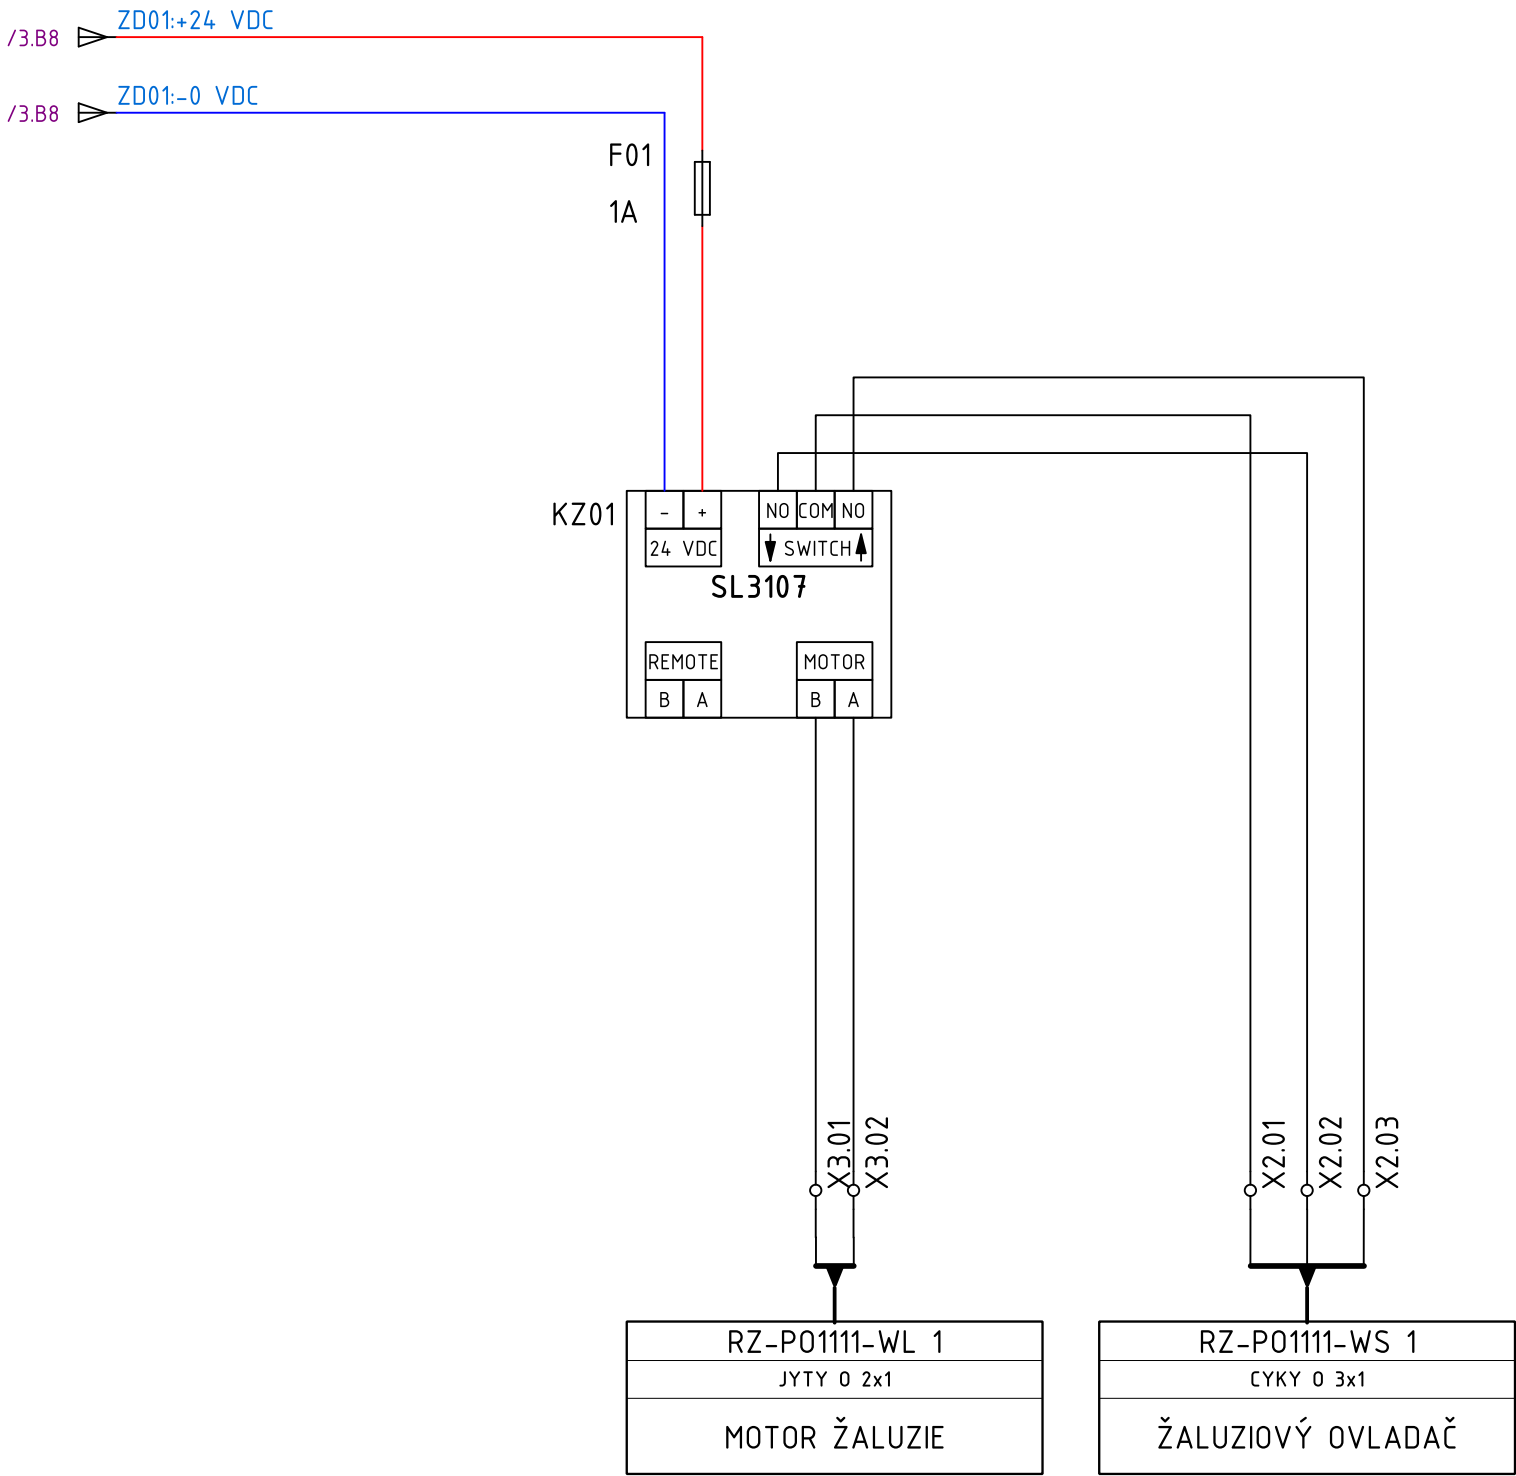 ZD01:+24 VDC
/3.B8
ZD01:-0 VDC
/3.B8
F01
1A
KZ01
- +
24 VDC
NO COM NO
SWITCH
SL3107
REMOTE
B A
MOTOR
B A
X3.01
X3.02
X2.01
X2.02
X2.03
RZ-PO1111-WL 1
JYTY O 2x1
MOTOR ŽALUZIE
RZ-PO1111-WS 1
CYKY O 3x1
ŽALUZIOVÝ OVLADAČ